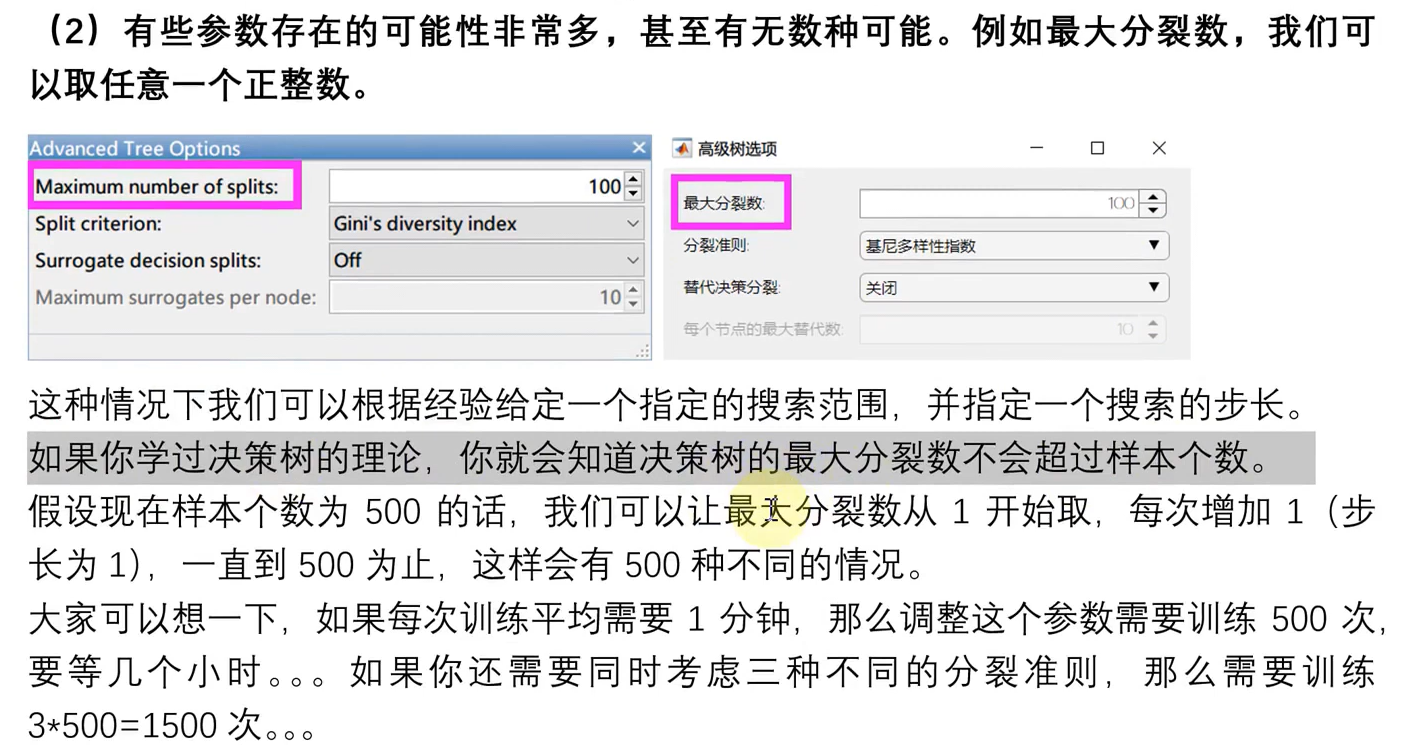 （2）有些参数存在的可能性非常多，甚至有无数种可能。例如最大分裂数，我们可
以取任意一个正整数。
Advanced Tree Options
Maximum number of splits: 100
Split criterion: Gini's diversity index
Surrogate decision splits: Off
Maximum surrogates per node: 10
高级树选项
最大分裂数: 100
分裂准则: 基尼多样性指数
替代决策分裂: 关闭
每个节点的最大替代数: 10
这种情况下我们可以根据经验给定一个指定的搜索范围，并指定一个搜索的步长。
如果你学过决策树的理论，你就会知道决策树的最大分裂数不会超过样本个数。
假设现在样本个数为 500 的话，我们可以让最大分裂数从 1 开始取，每次增加 1（步
长为 1），一直到 500 为止，这样会有 500 种不同的情况。
大家可以想一下，如果每次训练平均需要 1 分钟，那么调整这个参数需要训练 500 次，
要等几个小时。。。如果你还需要同时考虑三种不同的分裂准则，那么需要训练
3*500=1500 次。。。